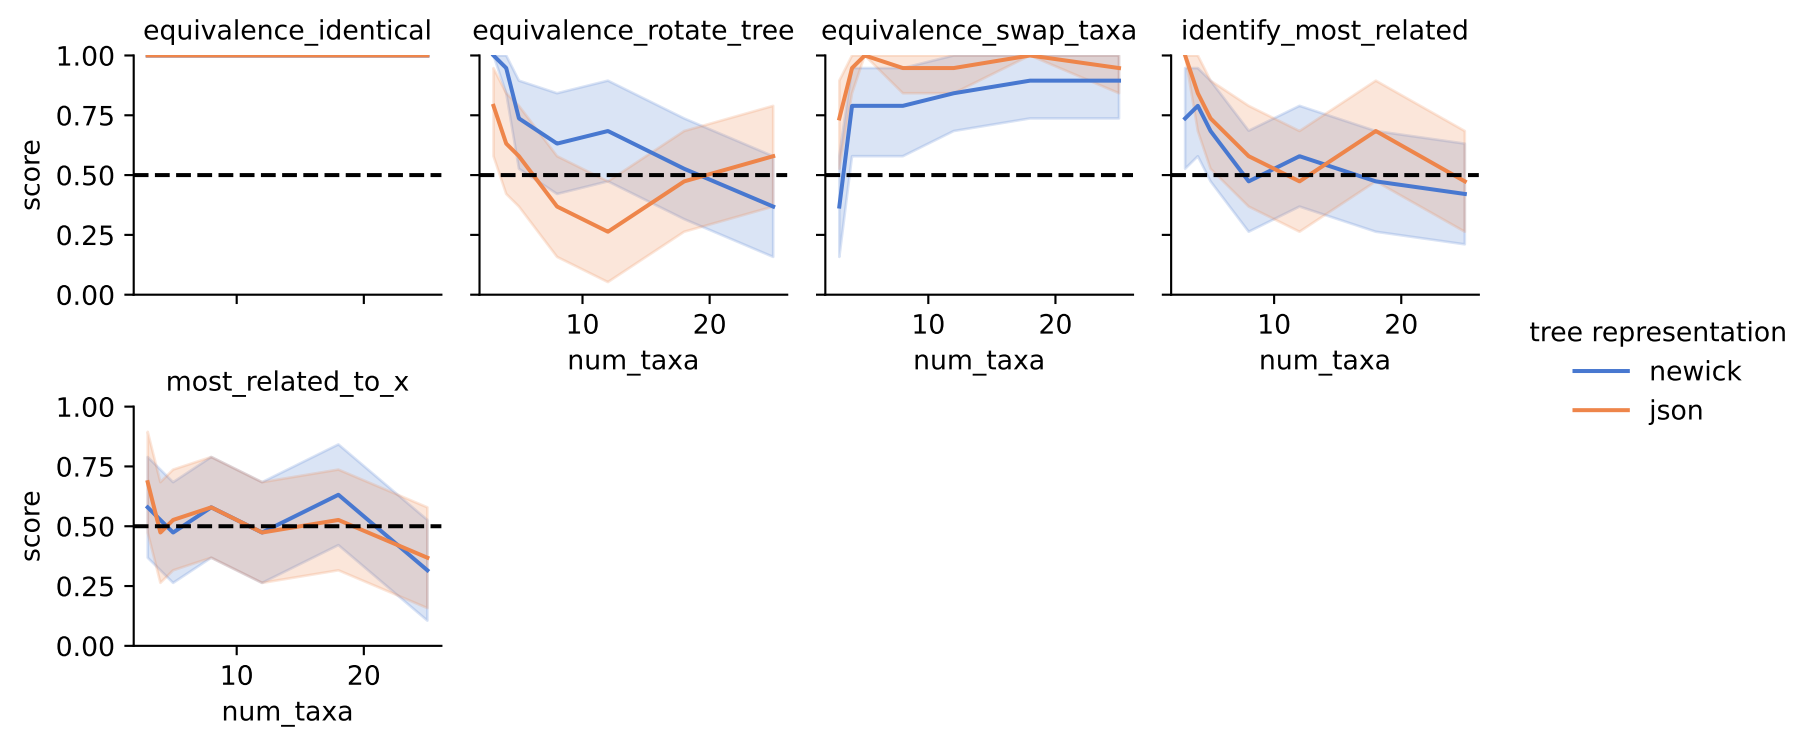 equivalence_identical equivalence_rotate_tree equivalence_swap_taxa identify_most_related
1.00
0.75
0.50
0.25
0.00
score
10 20
num_taxa
10 20
num_taxa
10 20
num_taxa
most_related_to_x
1.00
0.75
0.50
0.25
0.00
score
10 20
num_taxa
tree representation
newick
json